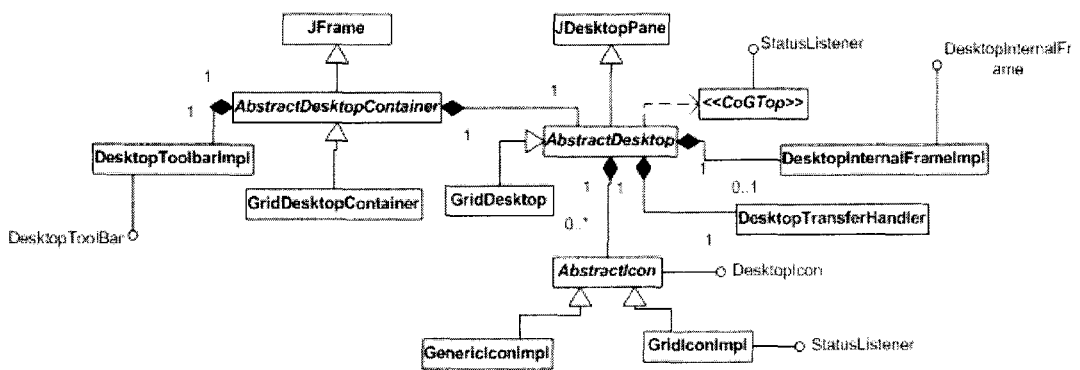 JFrame
JDesktopPane
StatusListener
DesktopInternalFr
ame
1
1
AbstractDesktopContainer
1
1
<<CoGTop>>
1
AbstractDesktop
DesktopToolbarImpl
DesktopInternalFrameImpl
1
GridDesktopContainer
GridDesktop
1
1
0..1
0..*
DesktopTransferHandler
DesktopToolBar
1
AbstractIcon
DesktopIcon
GenericIconImpl
GridIconImpl
StatusListener